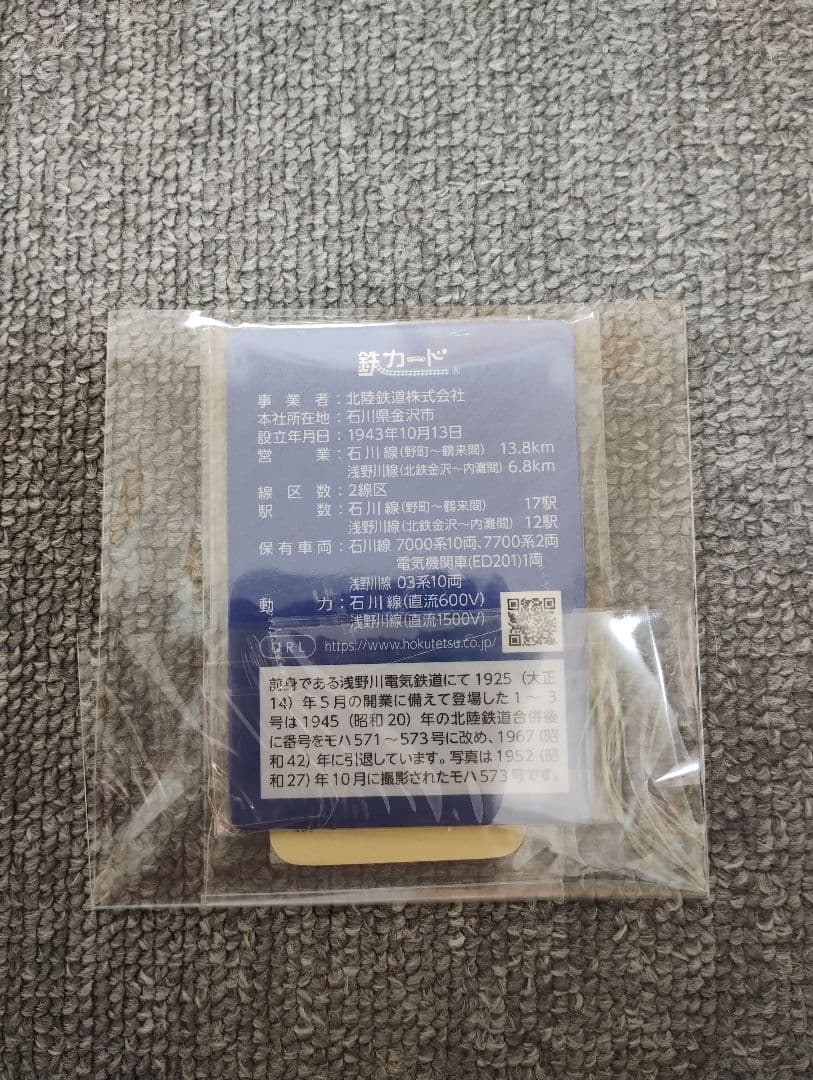 鉄カード®
事業者：北陸鉄道株式会社
本社所在地：石川県金沢市
設立年月日：1943年10月13日
営業：石川線(野町～鶴来間) 13.8km
浅野川線(北鉄金沢～内灘間) 6.8km
線区数：2線区
駅数：石川線(野町～鶴来間) 17駅
浅野川線(北鉄金沢～内灘間) 12駅
保有車両：石川線 7000系10両、7700系2両
電気機関車(ED201)1両
浅野川線 03系10両
動力：石川線(直流600V)
浅野川線(直流1500V)
URL https://www.hokutetsu.co.jp/
前身である浅野川電気鉄道にて1925（大正
14）年5月の開業に備えて登場した1～3
号は1945（昭和20）年の北陸鉄道合併後
に番号をモハ571～573号に改め、1967（昭
和42）年に引退しています。写真は1952（昭
和27）年10月に撮影されたモハ573号です。